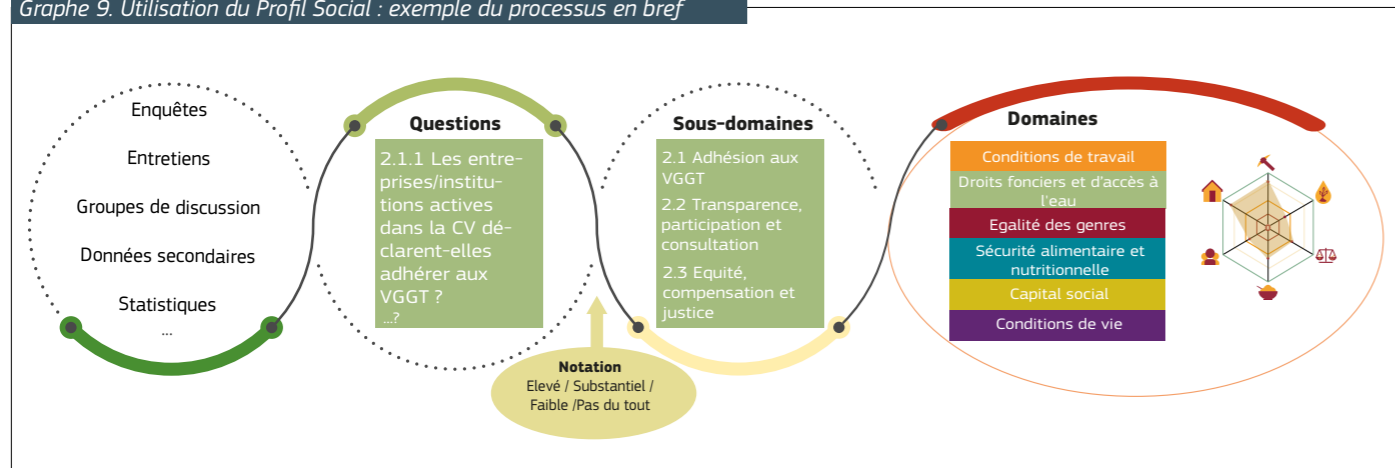 Graphe 9. Utilisation du Profil Social : exemple du processus en bref
Enquêtes
Entretiens
Groupes de discussion
Données secondaires
Statistiques
...
Questions
2.1.1 Les entre-
prises/institu-
tions actives
dans la CV dé-
clarent-elles
adhérer aux
VGGT ?
...?
Notation
Elevé / Substantiel /
Faible /Pas du tout
Sous-domaines
2.1 Adhésion aux
VGGT
2.2 Transparence,
participation et
consultation
2.3 Equité,
compensation et
justice
Domaines
Conditions de travail
Droits fonciers et d'accès à
l'eau
Egalité des genres
Sécurité alimentaire et
nutritionnelle
Capital social
Conditions de vie